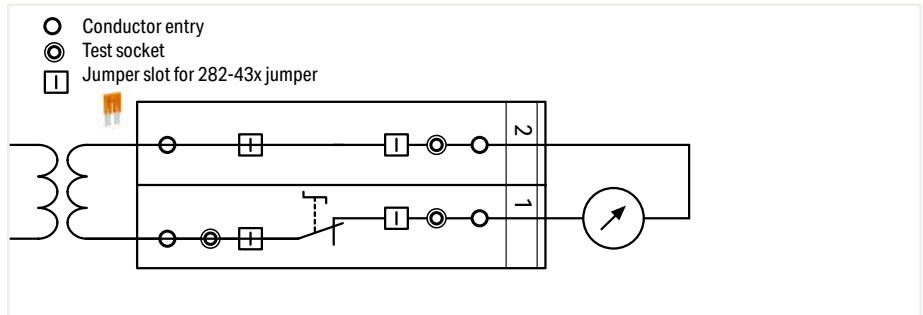 Conductor entry
Test socket
Jumper slot for 282-43x jumper
2
1